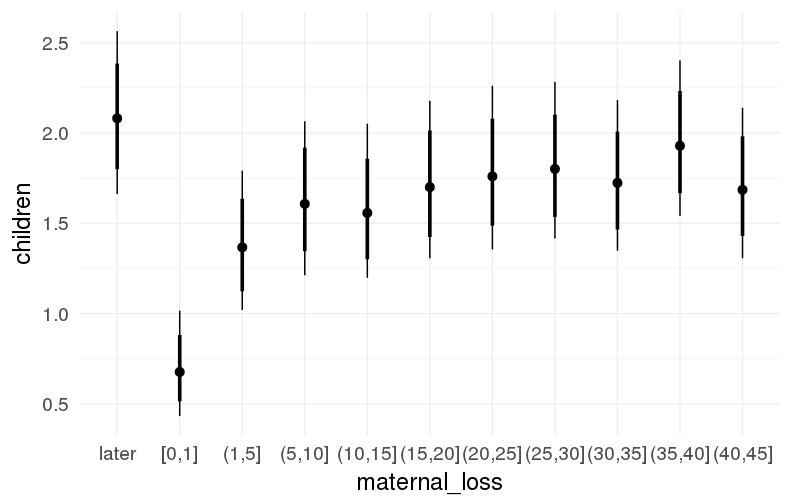 2.5
2.0
1.5
1.0
0.5
children
later [0,1] (1,5] (5,10] (10,15] (15,20] (20,25] (25,30] (30,35] (35,40] (40,45]
maternal_loss